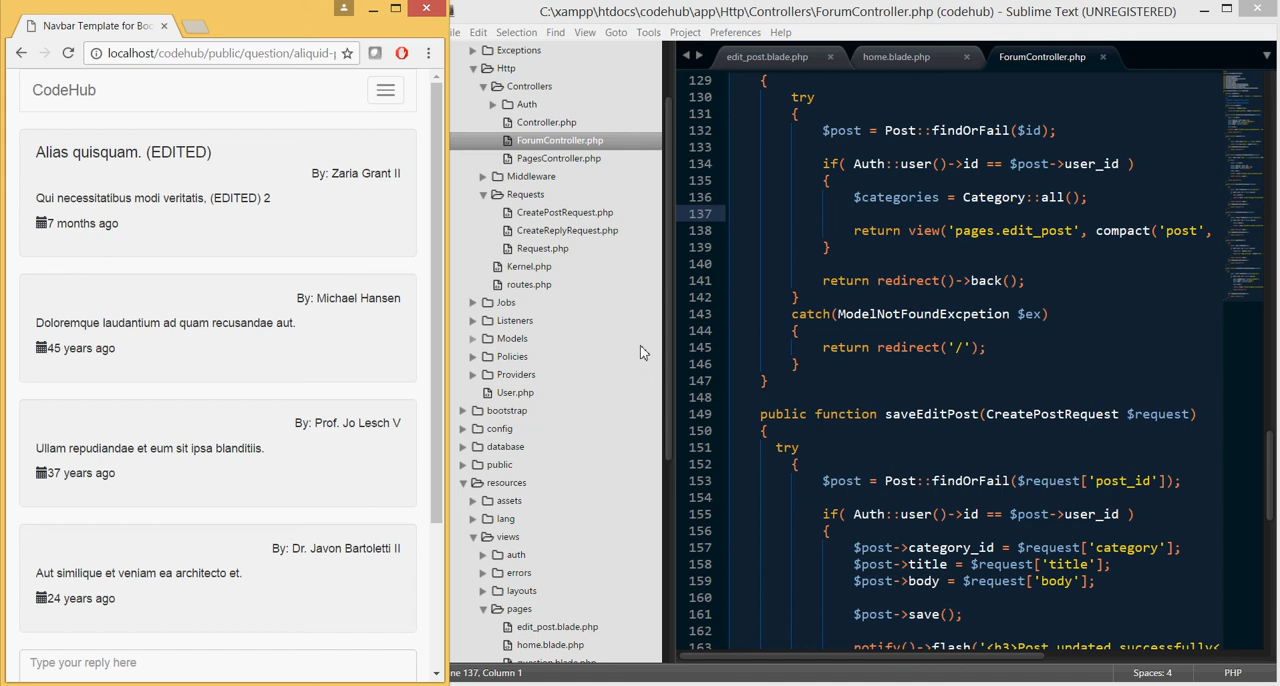 Navbar Template for Boo
localhost/codehub/public/question/aliquid-
CodeHub
Alias quisquam. (EDITED)
By: Zaria Grant II
Qui necessitatibus modi veritatis, (EDITED) 2
7 months ago
By: Michael Hansen
Doloremque laudantium ad quam recusandae aut.
45 years ago
By: Prof. Jo Lesch V
Ullam repudiandae et eum sit ipsa blanditiis.
37 years ago
By: Dr. Javon Bartoletti II
Aut similique et veniam ea architecto et.
24 years ago
Type your reply here
C:\xampp\htdocs\codehub\app\Http\Controllers\ForumController.php (codehub) - Sublime Text (UNREGISTERED)
ile Edit Selection Find View Goto Tools Project Preferences Help
Exceptions
Http
Controllers
Auth
Controller.php
ForumController.php
PagesController.php
Middleware
Requests
CreatePostRequest.php
CreateReplyRequest.php
Request.php
Kernel.php
routes.php
Jobs
Listeners
Models
Policies
Providers
User.php
bootstrap
config
database
public
resources
assets
lang
views
auth
errors
layouts
pages
edit_post.blade.php
home.blade.php
question.blade.php
edit_post.blade.php home.blade.php ForumController.php
129 {
130 try
131 {
132 $post = Post::findOrFail($id);
133
134 if( Auth::user()->id == $post->user_id )
135 {
136 $categories = Category::all();
137
138 return view('pages.edit_post', compact('post',
139 }
140
141 return redirect()->back();
142 }
143 catch(ModelNotFoundExcpetion $ex)
144 {
145 return redirect('/');
146 }
147 }
148
149 public function saveEditPost(CreatePostRequest $request)
150 {
151 try
152 {
153 $post = Post::findOrFail($request['post_id']);
154
155 if( Auth::user()->id == $post->user_id )
156 {
157 $post->category_id = $request['category'];
158 $post->title = $request['title'];
159 $post->body = $request['body'];
160
161 $post->save();
162
163 notify()->flash('<h3>Post updated successfully<
ne 137, Column 1
Spaces: 4
PHP